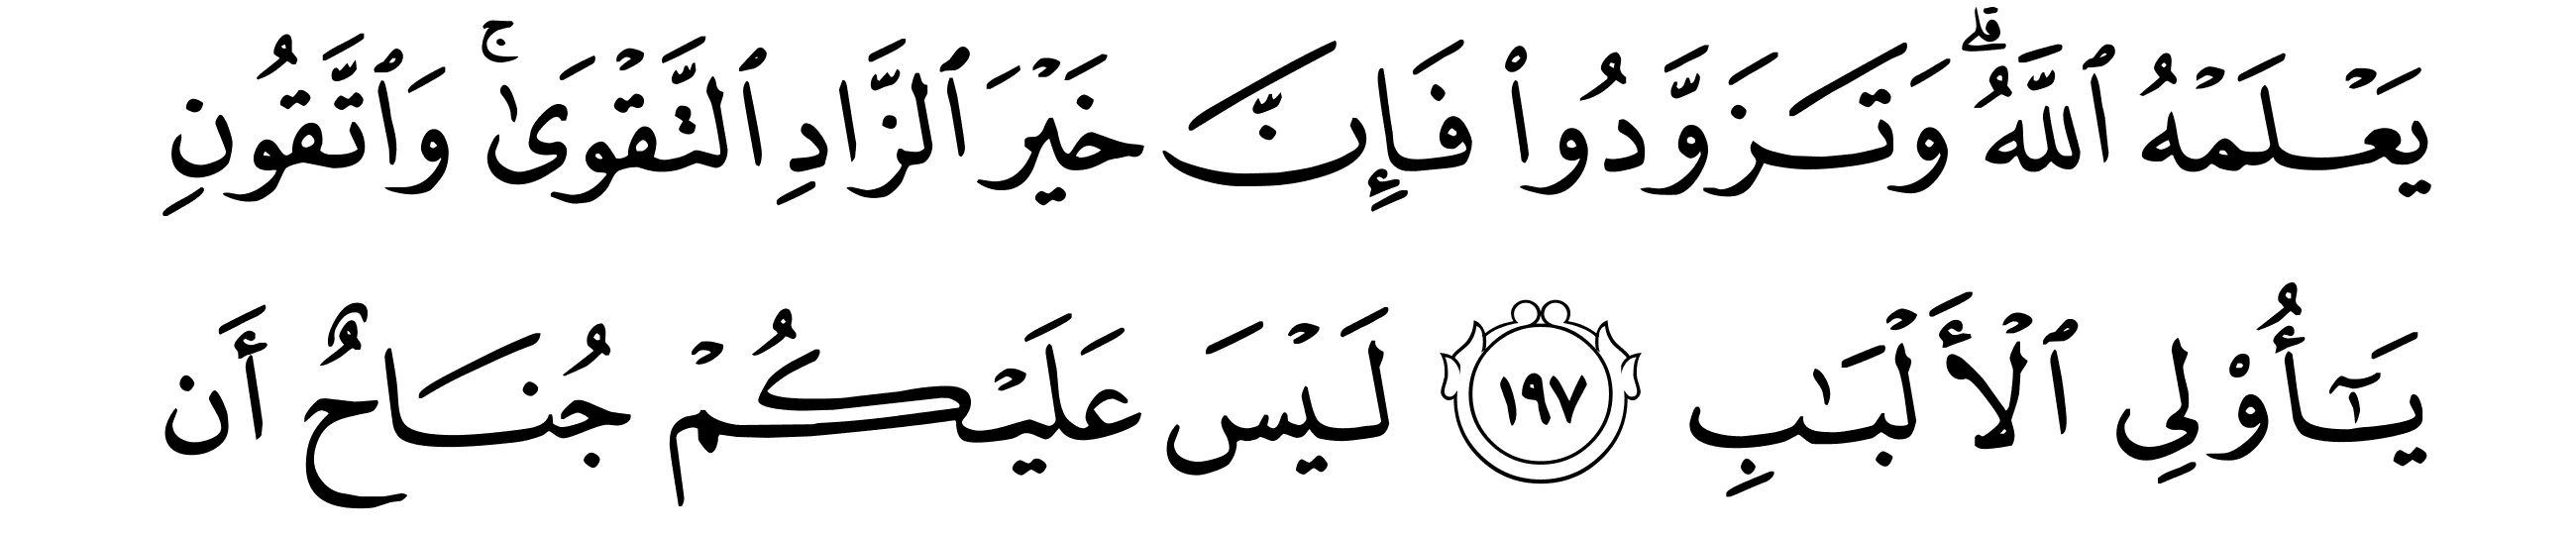 يَعۡلَمۡهُ ٱللَّهُۗ وَتَزَوَّدُواْ فَإِنَّ خَيۡرَ ٱلزَّادِ ٱلتَّقۡوَىٰۚ وَٱتَّقُونِ
يَـٰٓأُوْلِي ٱلۡأَلۡبَٰبِ ١٩٧ لَيۡسَ عَلَيۡكُمۡ جُنَاحٌ أَن